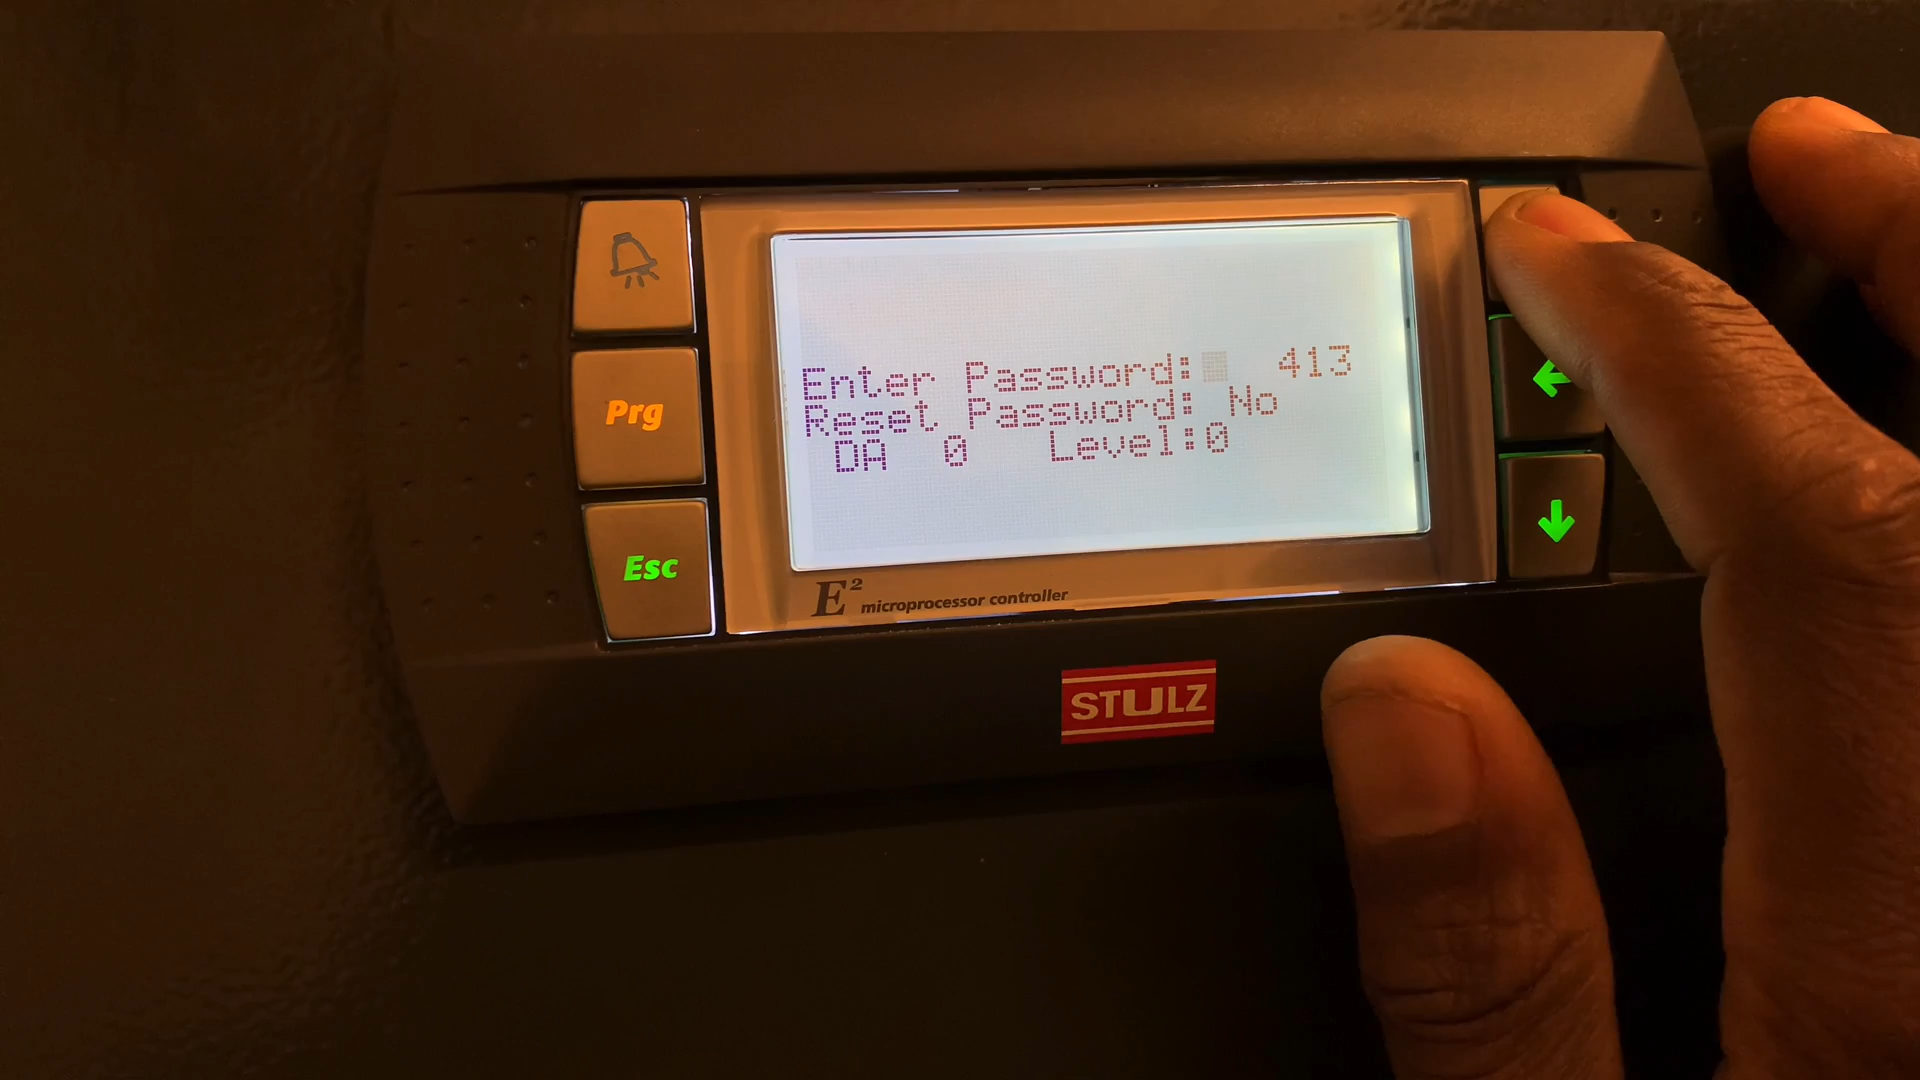 Enter Password: 413
Reset Password: No
DA 0 Level:0
Prg
Esc
E² microprocessor controller
STULZ